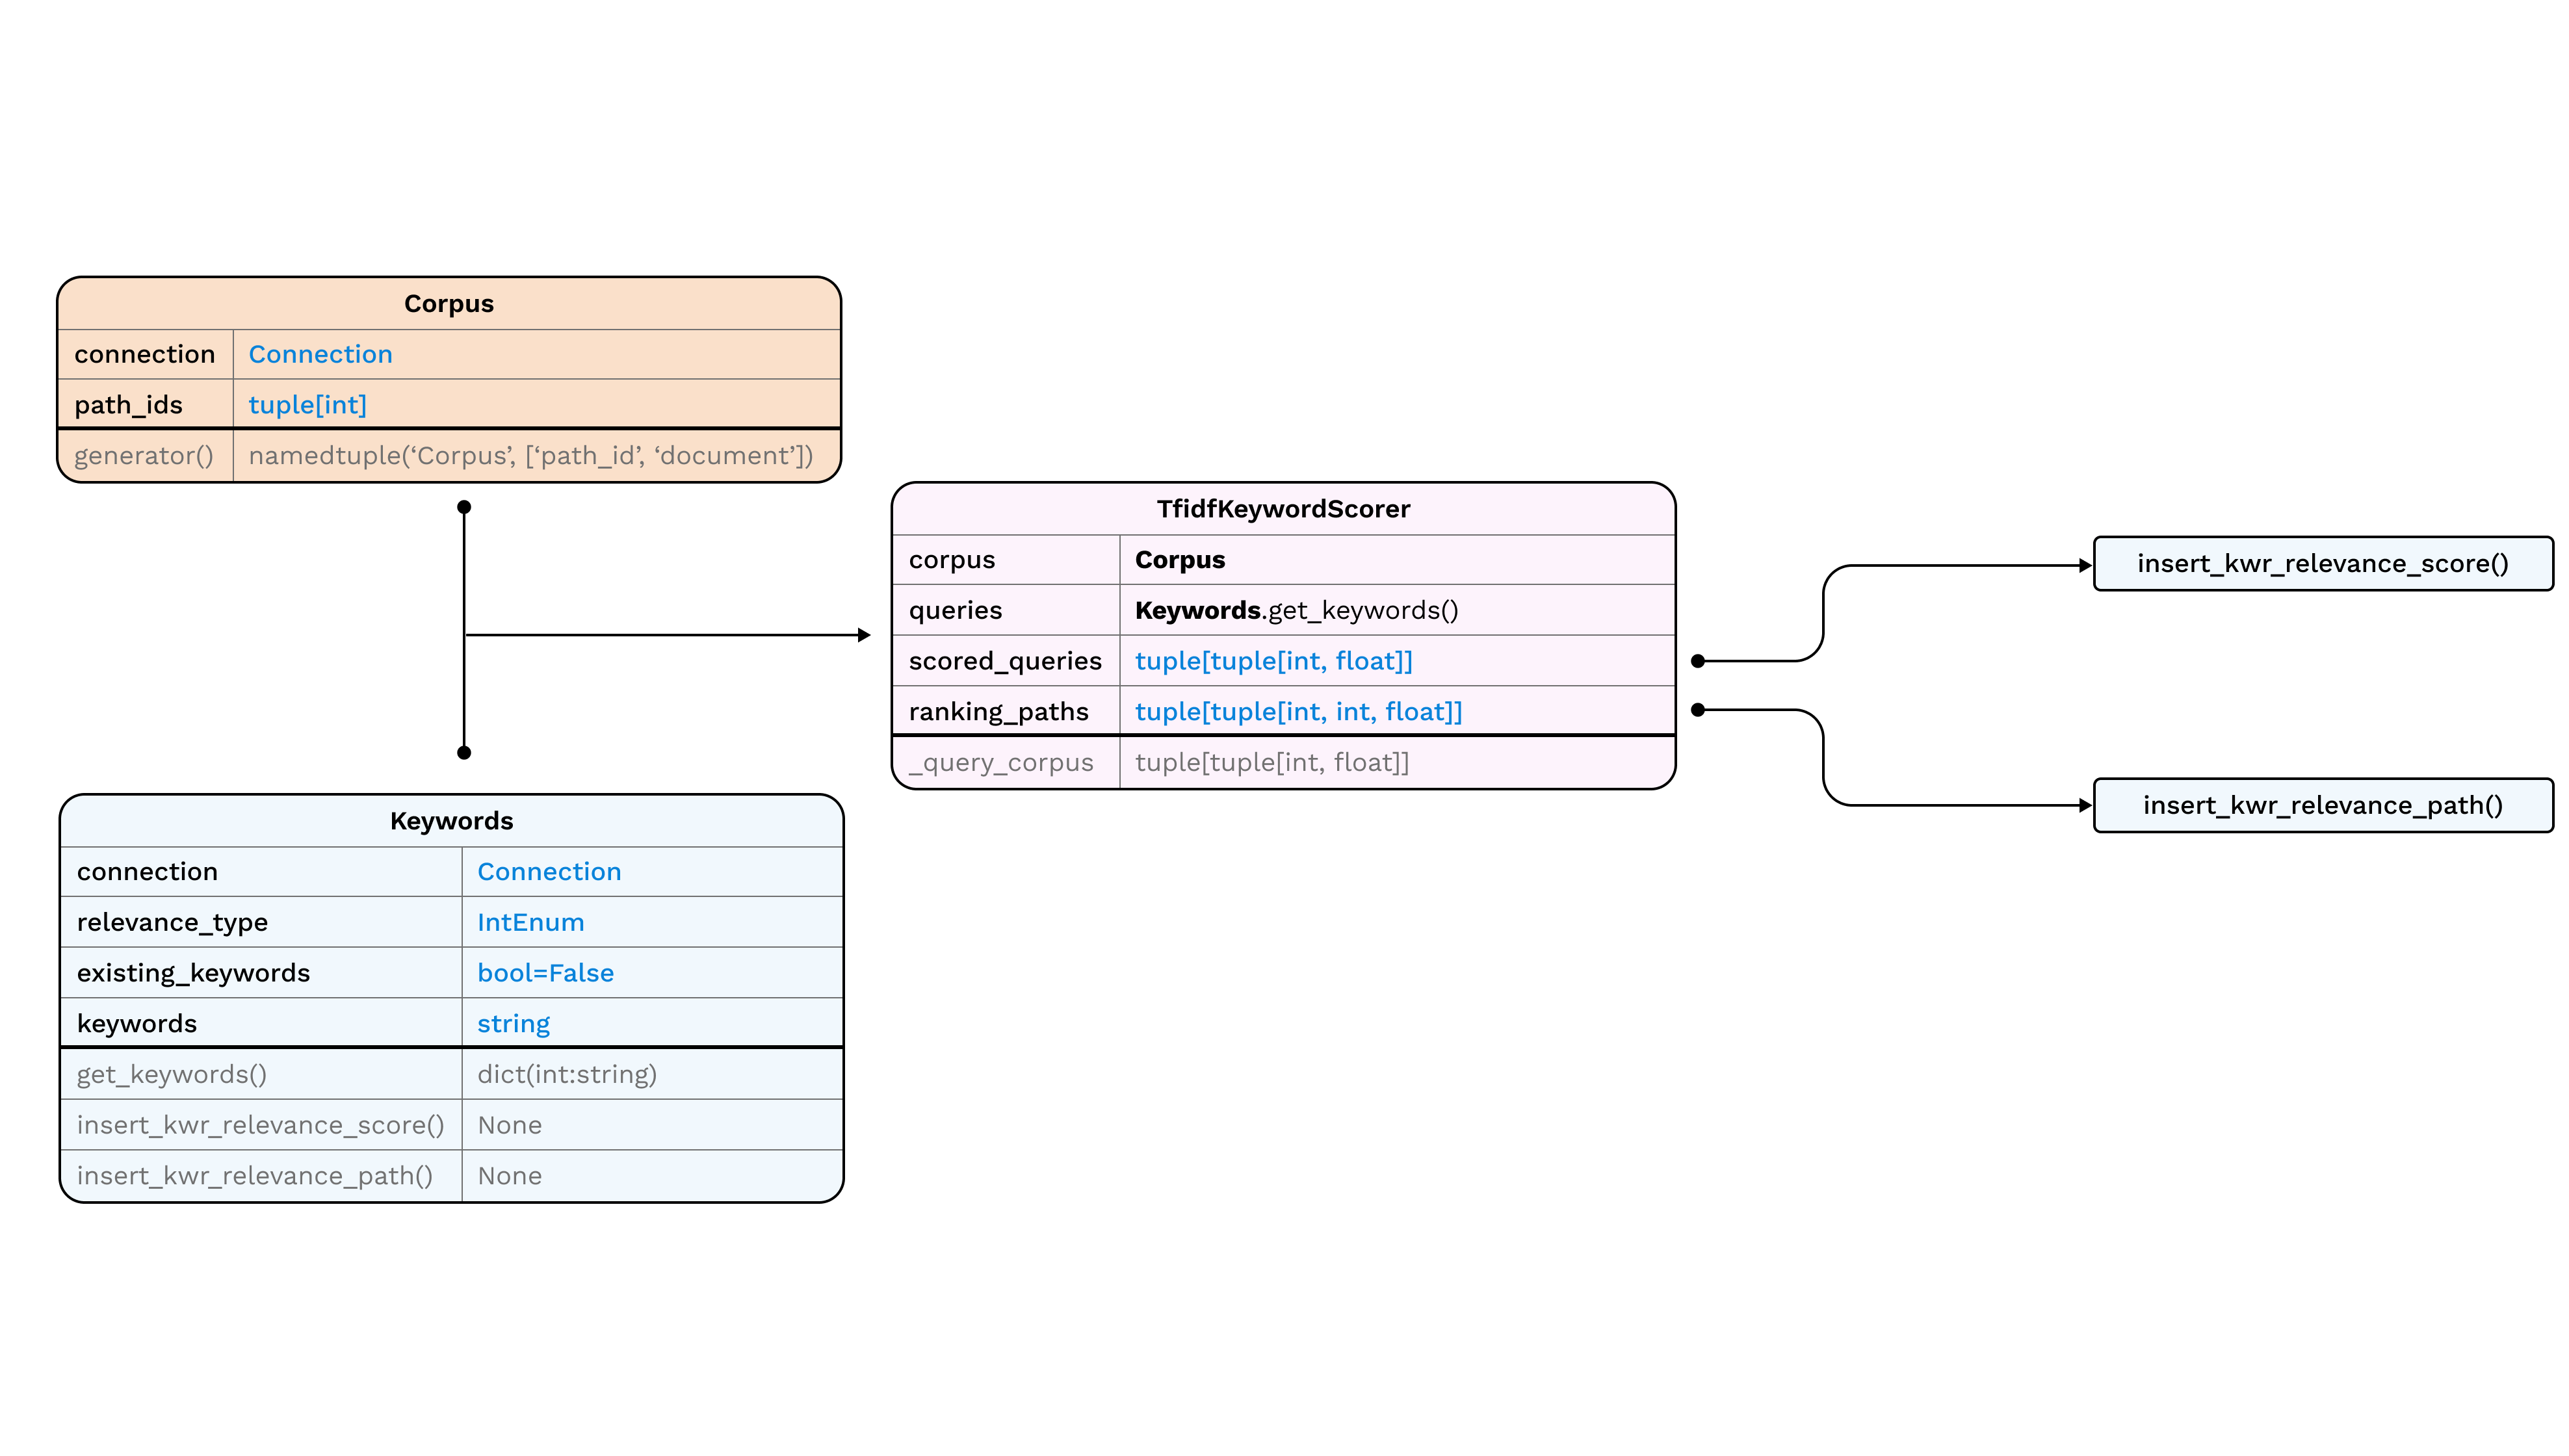 Corpus
connection Connection
path_ids tuple[int]
generator() namedtuple(‘Corpus’, [‘path_id’, ‘document’])
Keywords
connection Connection
relevance_type IntEnum
existing_keywords bool=False
keywords string
get_keywords() dict(int:string)
insert_kwr_relevance_score() None
insert_kwr_relevance_path() None
TfidfKeywordScorer
corpus Corpus
queries Keywords.get_keywords()
scored_queries tuple[tuple[int, float]]
ranking_paths tuple[tuple[int, int, float]]
_query_corpus tuple[tuple[int, float]]
insert_kwr_relevance_score()
insert_kwr_relevance_path()